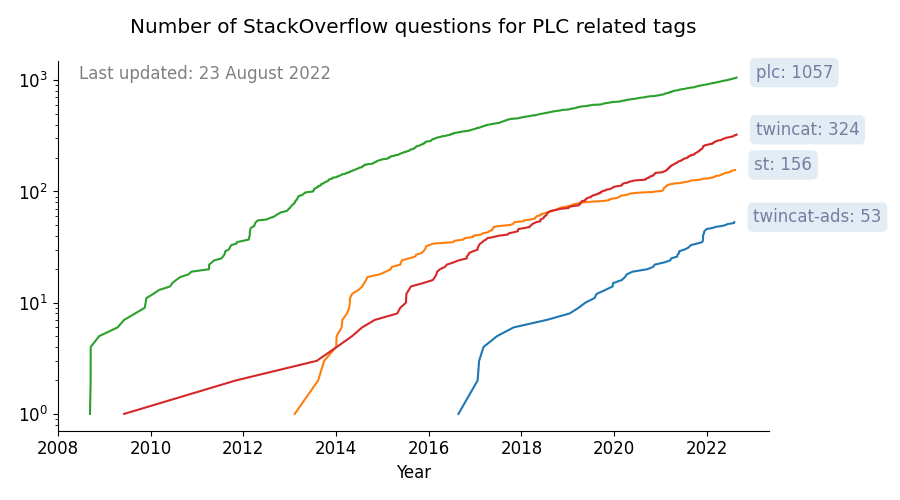 Number of StackOverflow questions for PLC related tags
Last updated: 23 August 2022
plc: 1057
twincat: 324
st: 156
twincat-ads: 53
10³
10²
10¹
10⁰
2008 2010 2012 2014 2016 2018 2020 2022
Year